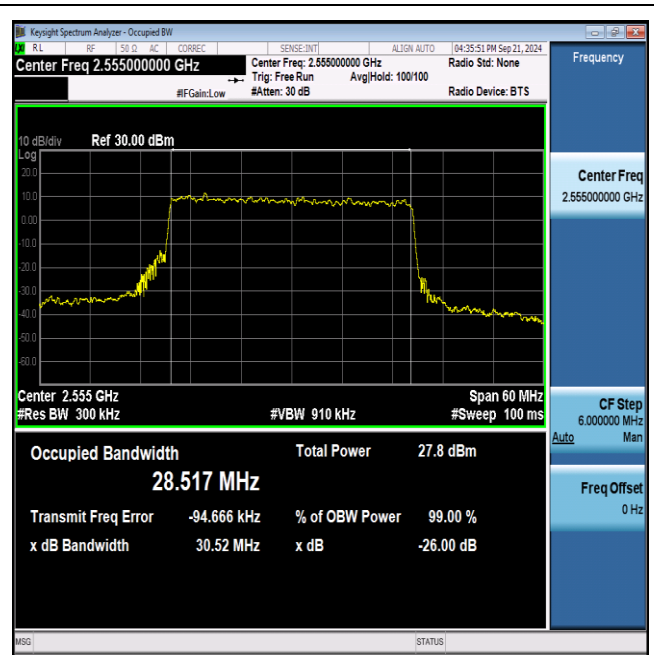 Keysight Spectrum Analyzer - Occupied BW
LXI RL RF 50 Ω AC CORREC SENSE:INT ALIGN AUTO 04:35:51 PM Sep 21, 2024
Center Freq 2.555000000 GHz
Center Freq: 2.555000000 GHz
Radio Std: None
Trig: Free Run Avg|Hold: 100/100
#IFGain:Low
#Atten: 30 dB
Radio Device: BTS
10 dB/div Ref 30.00 dBm
Log
20.0
10.0
0.00
-10.0
-20.0
-30.0
-40.0
-50.0
-60.0
Center 2.555 GHz
Span 60 MHz
#Res BW 300 kHz
#VBW 910 kHz
#Sweep 100 ms
Occupied Bandwidth
Total Power 27.8 dBm
28.517 MHz
Transmit Freq Error -94.666 kHz
% of OBW Power 99.00 %
x dB Bandwidth 30.52 MHz
x dB -26.00 dB
MSG
STATUS
Frequency
Center Freq
2.555000000 GHz
CF Step
6.000000 MHz
Auto Man
Freq Offset
0 Hz